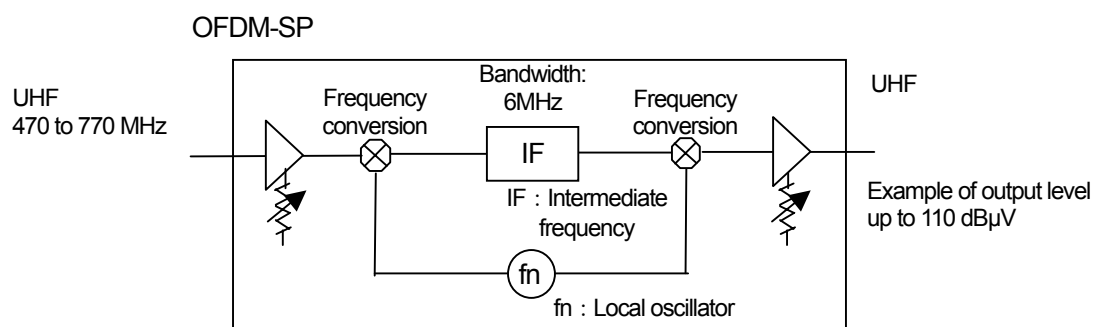 OFDM-SP
UHF
470 to 770 MHz
Frequency
conversion
Bandwidth:
6MHz
Frequency
conversion
UHF
IF
IF : Intermediate
frequency
Example of output level
up to 110 dBµV
fn
fn : Local oscillator